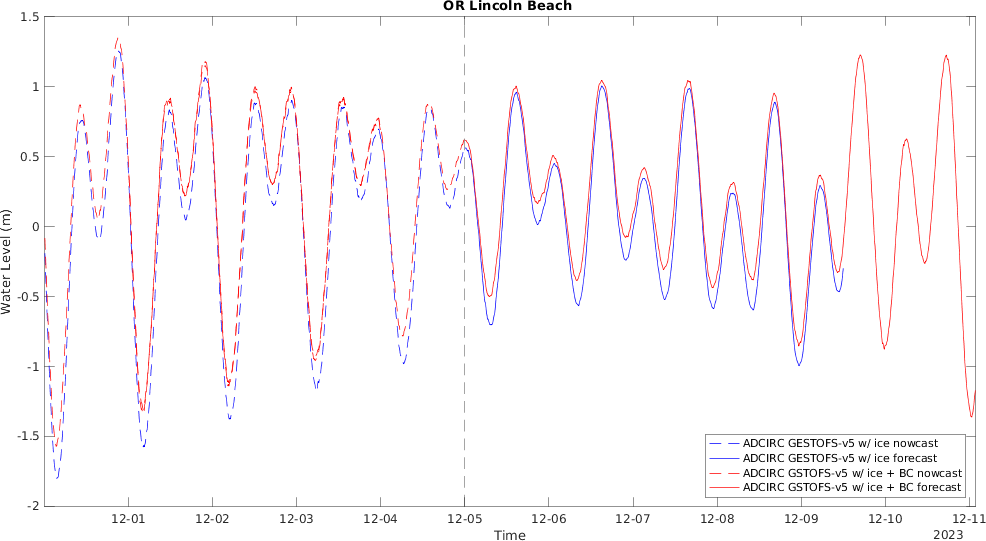 OR Lincoln Beach
1.5
1
0.5
0
-0.5
-1
-1.5
-2
Water Level (m)
12-01 12-02 12-03 12-04 12-05 12-06 12-07 12-08 12-09 12-10 12-11
Time
2023
ADCIRC GESTOFS-v5 w/ ice nowcast
ADCIRC GESTOFS-v5 w/ ice forecast
ADCIRC GSTOFS-v5 w/ ice + BC nowcast
ADCIRC GSTOFS-v5 w/ ice + BC forecast